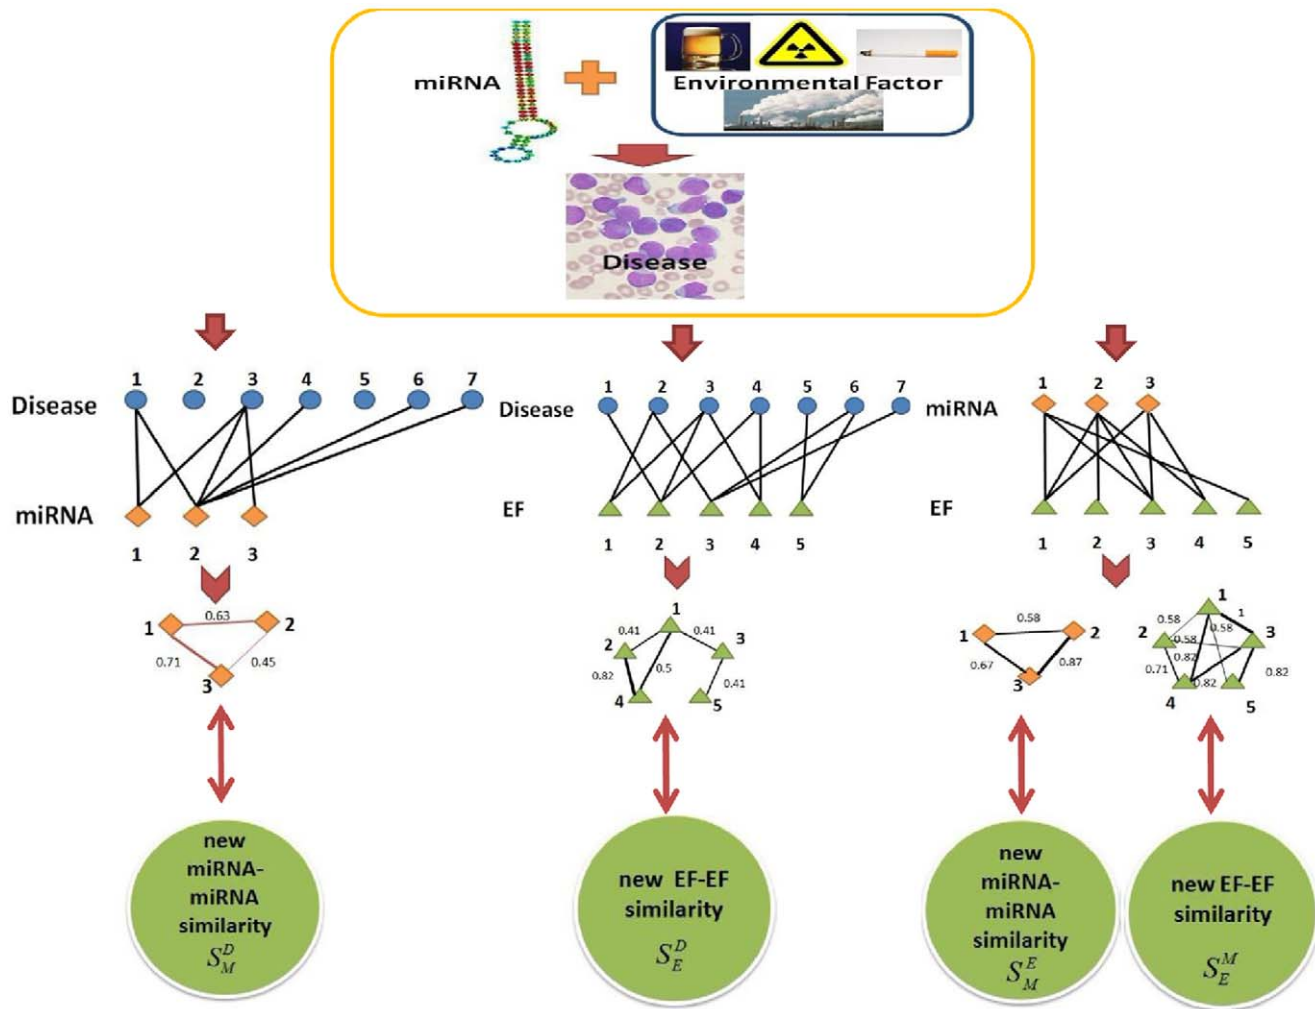 miRNA
Environmental Factor
Disease
1 2 3 4 5 6 7
Disease
miRNA
1 2 3
1 2
0.63
0.71 0.45
3
new
miRNA-
miRNA
similarity
S_M^D
1 2 3 4 5 6 7
Disease
EF
1 2 3 4 5
1
0.41 0.41
2 3
0.82 0.5 0.41
4 5
new EF-EF
similarity
S_E^D
1 2 3
miRNA
EF
1 2 3 4 5
0.58
1 2
0.67 0.87
3
1
0.58 0.58 1
2 0.58 3
0.71 0.82 0.82
0.82
4 5
new
miRNA-
miRNA
similarity
S_M^E
new EF-EF
similarity
S_E^M